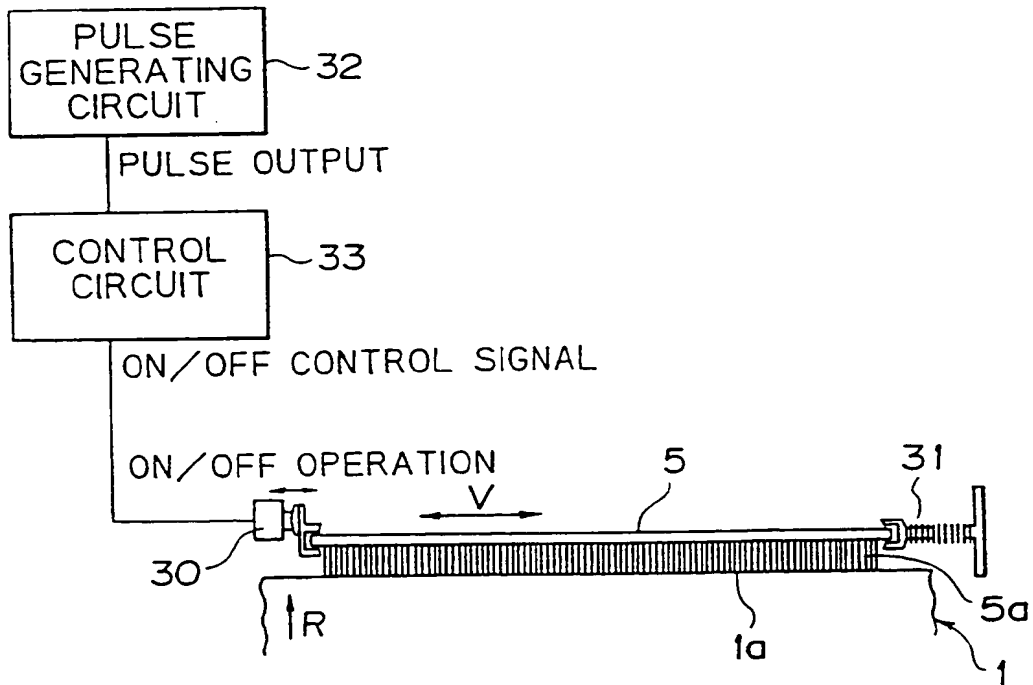 PULSE
GENERATING
CIRCUIT
32
PULSE OUTPUT
CONTROL
CIRCUIT
33
ON/OFF CONTROL SIGNAL
ON/OFF OPERATION
V
5
31
30
R
1a
5a
1